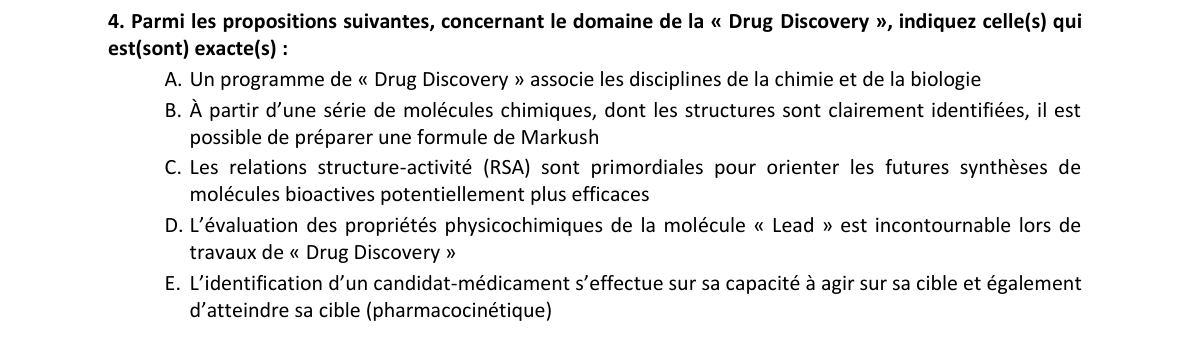 4. Parmi les propositions suivantes, concernant le domaine de la « Drug Discovery », indiquez celle(s) qui
est(sont) exacte(s) :
A. Un programme de « Drug Discovery » associe les disciplines de la chimie et de la biologie
B. À partir d’une série de molécules chimiques, dont les structures sont clairement identifiées, il est
possible de préparer une formule de Markush
C. Les relations structure-activité (RSA) sont primordiales pour orienter les futures synthèses de
molécules bioactives potentiellement plus efficaces
D. L’évaluation des propriétés physicochimiques de la molécule « Lead » est incontournable lors de
travaux de « Drug Discovery »
E. L’identification d’un candidat-médicament s’effectue sur sa capacité à agir sur sa cible et également
d’atteindre sa cible (pharmacocinétique)